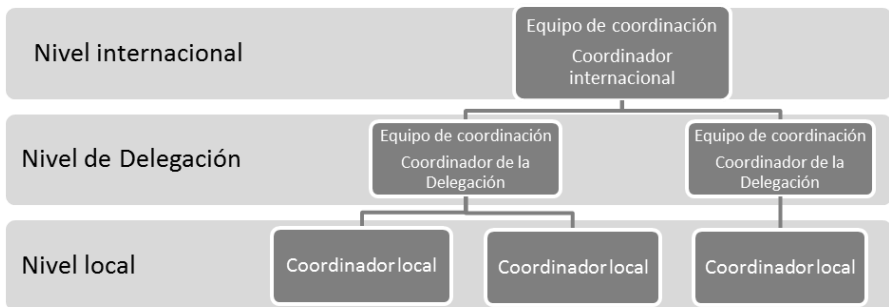 Nivel internacional
Equipo de coordinación
Coordinador
internacional
Nivel de Delegación
Equipo de coordinación
Coordinador de la
Delegación
Equipo de coordinación
Coordinador de la
Delegación
Nivel local
Coordinador local
Coordinador local
Coordinador local